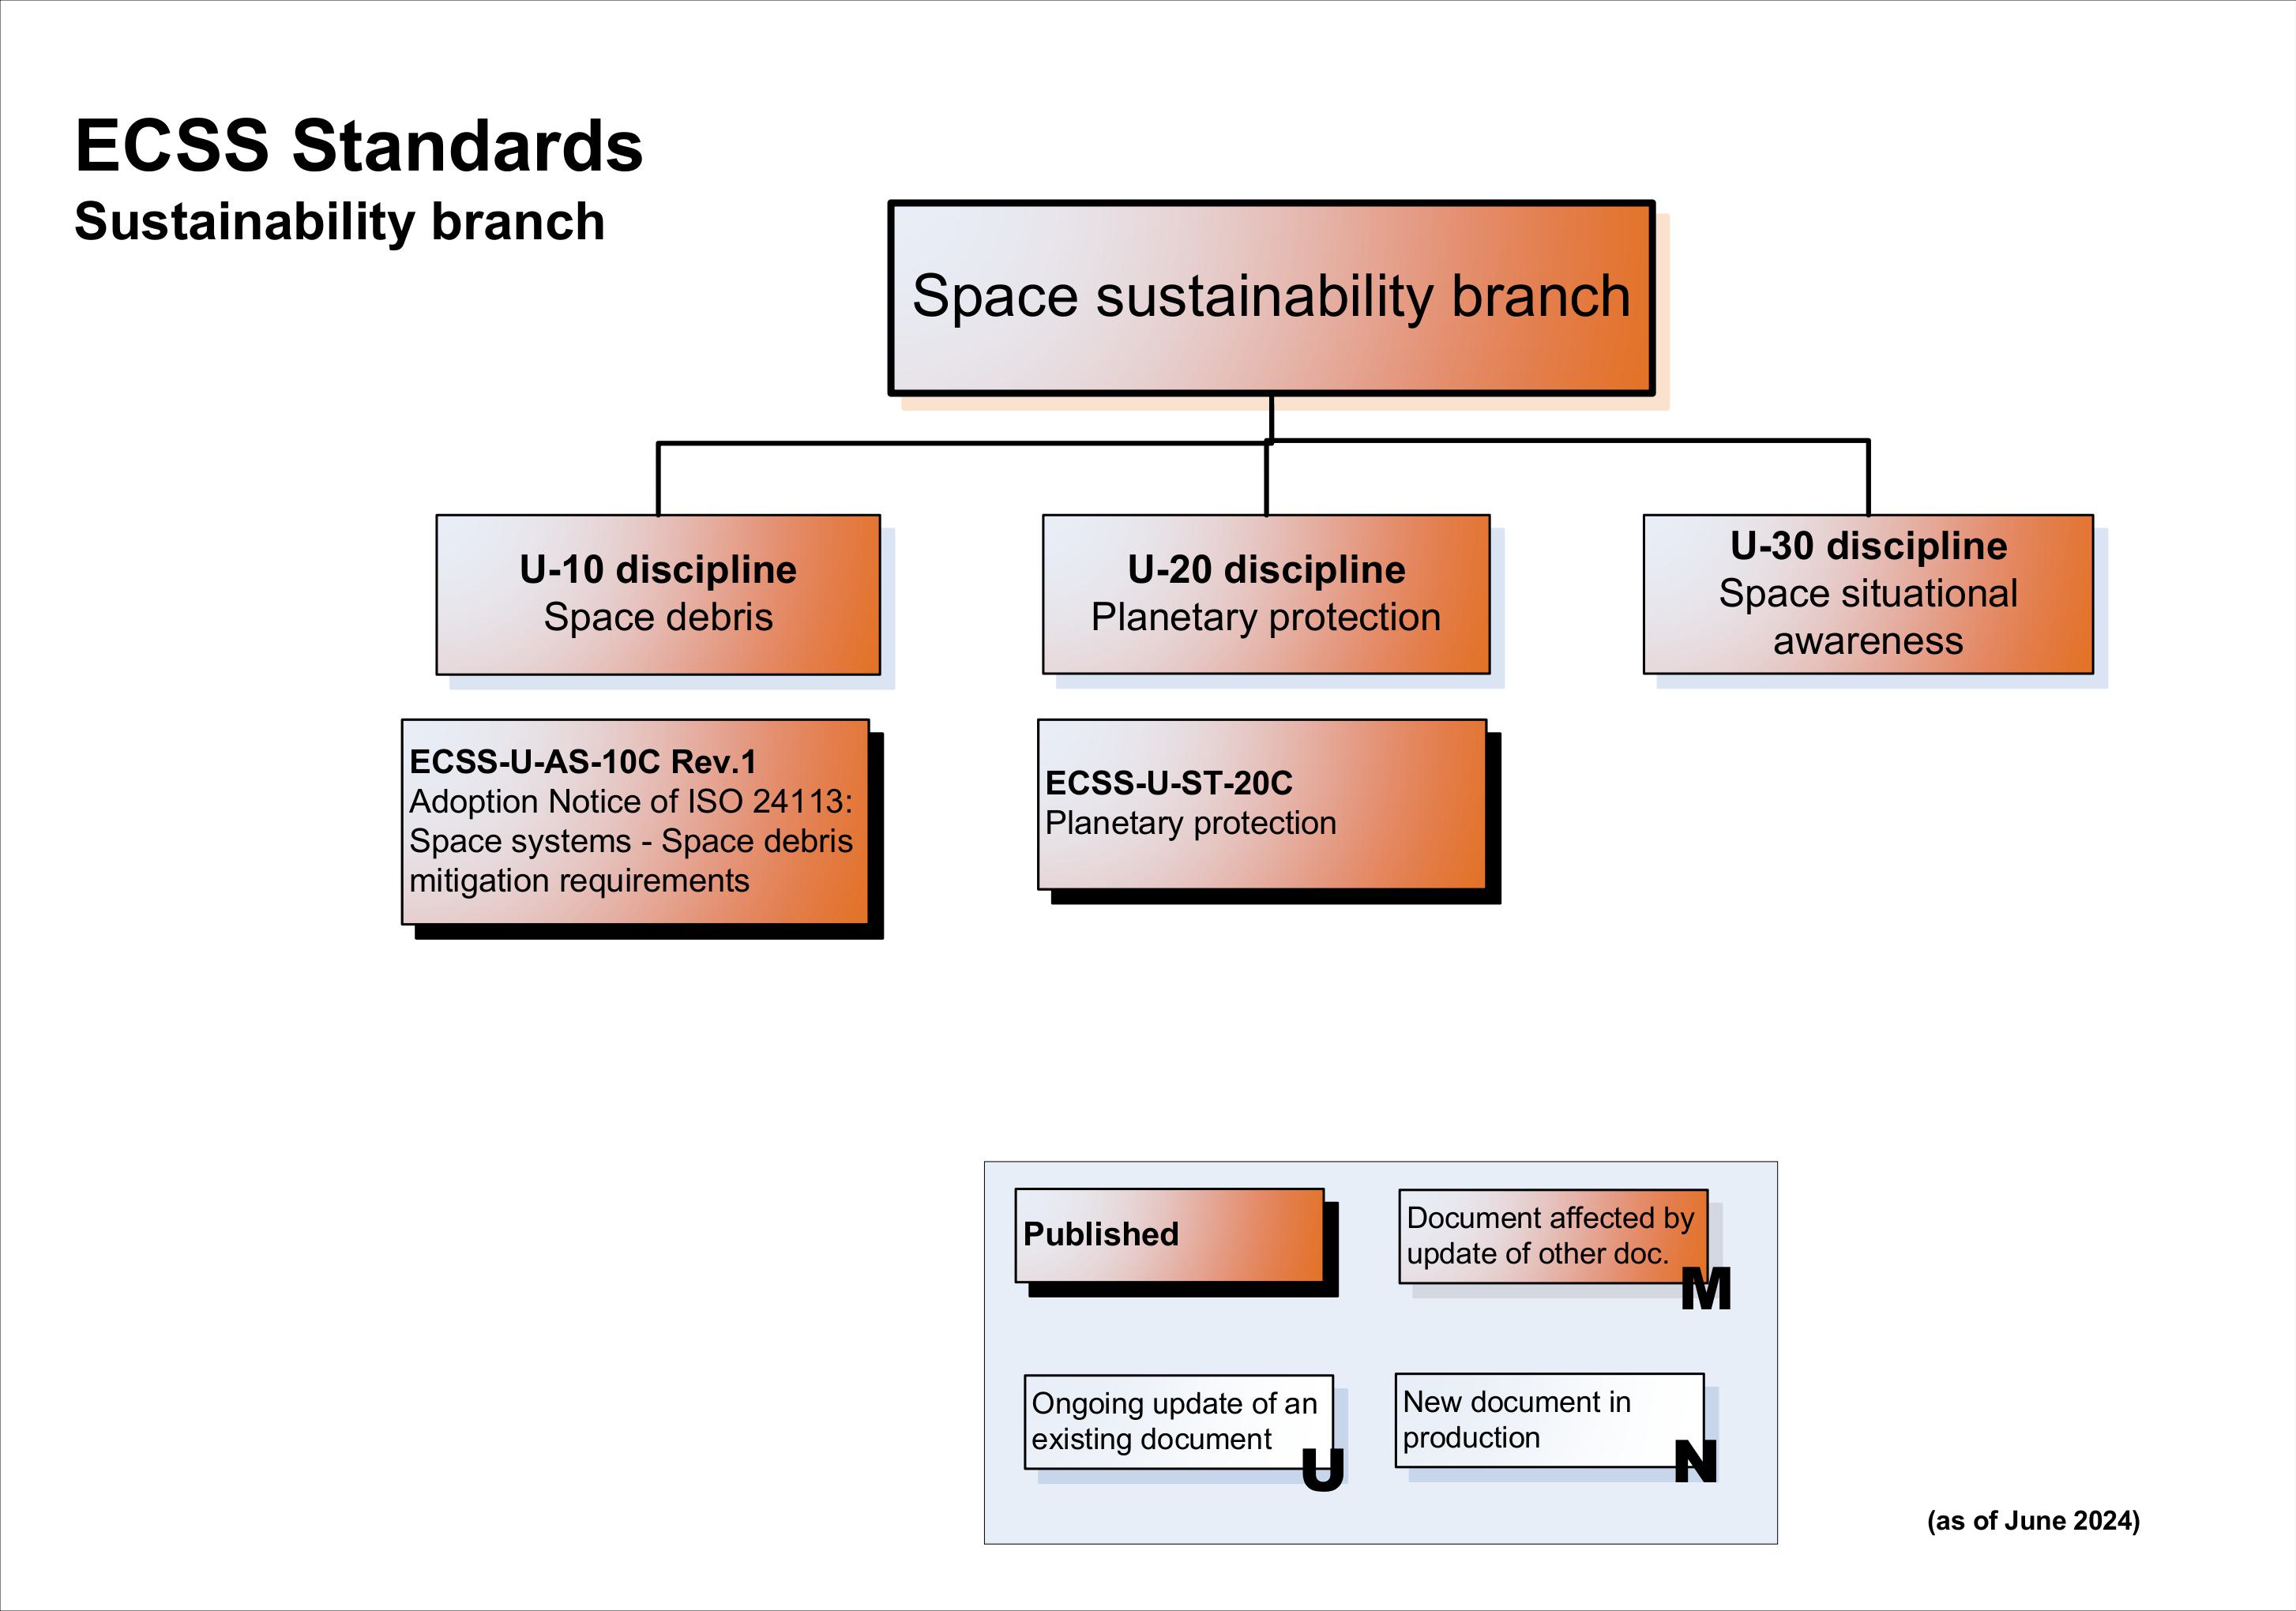 ECSS Standards
Sustainability branch
Space sustainability branch
U-10 discipline
Space debris
U-20 discipline
Planetary protection
U-30 discipline
Space situational
awareness
ECSS-U-AS-10C Rev.1
Adoption Notice of ISO 24113:
Space systems - Space debris
mitigation requirements
ECSS-U-ST-20C
Planetary protection
Published
Document affected by
update of other doc.
M
Ongoing update of an
existing document
U
New document in
production
N
(as of June 2024)